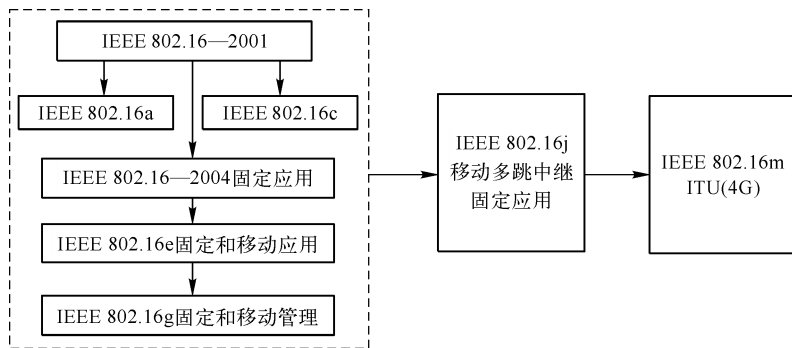 IEEE 802.16—2001
IEEE 802.16a
IEEE 802.16c
IEEE 802.16—2004固定应用
IEEE 802.16e固定和移动应用
IEEE 802.16g固定和移动管理
IEEE 802.16j
移动多跳中继
固定应用
IEEE 802.16m
ITU(4G)